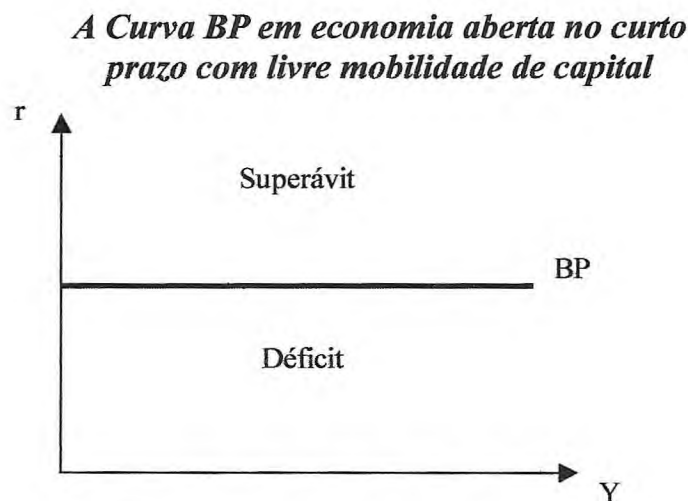 A Curva BP em economia aberta no curto
prazo com livre mobilidade de capital
r
Superávit
BP
Déficit
Y